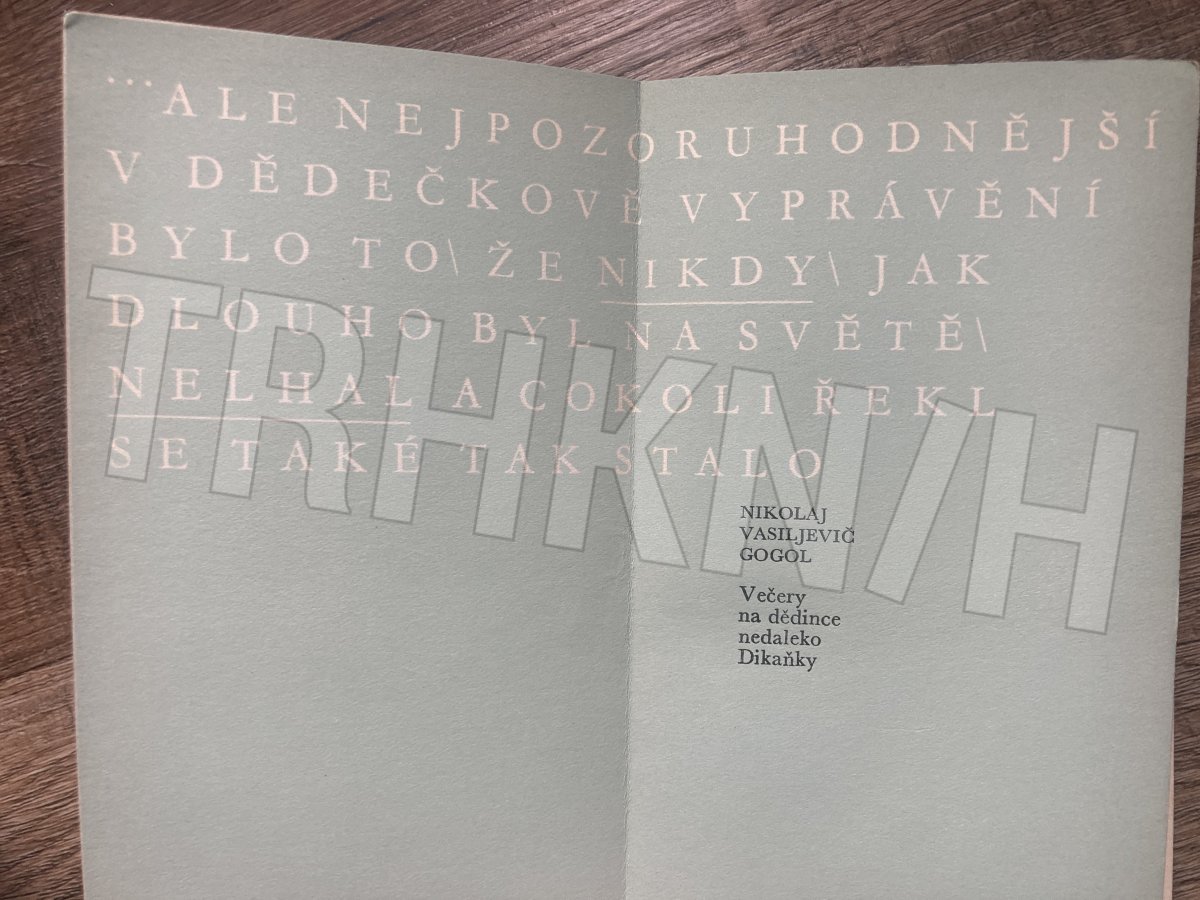 ...ALE NEJPOZORUHODNĚJŠÍ
V DĚDEČKOVĚ VYPRÁVĚNÍ
BYLO TO\ ŽE NIKDY\ JAK
DLOUHO BYL NA SVĚTĚ\
NELHAL A COKOLI ŘEKL
SE TAKÉ TAK STALO
TRHKN/H
NIKOLAJ
VASILJEVIČ
GOGOL
Večery
na dědince
nedaleko
Dikaňky